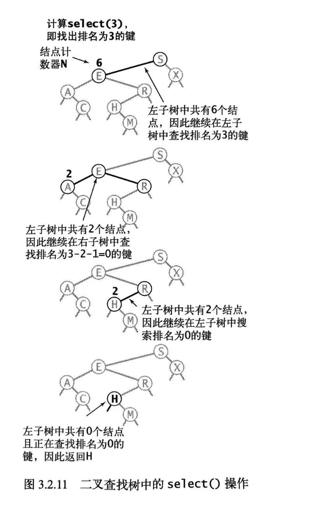 计算select(3),
即找出排名为3的键
结点计
数器N
6
S
E
X
A
R
C
H
M
左子树中共有6个结
点，因此继续在左子
树中查找排名为3的键
S
2
E
X
A
R
C
H
M
左子树中共有2个结点，
因此继续在右子树中查
找排名为3-2-1=0的键
S
E
X
A
2
R
C
H
M
左子树中共有2个结点，
因此继续在左子树中搜
索排名为0的键
S
E
X
A
R
C
H
M
左子树中共有0个结点
且正在查找排名为0的
键，因此返回H
图 3.2.11 二叉查找树中的 select() 操作